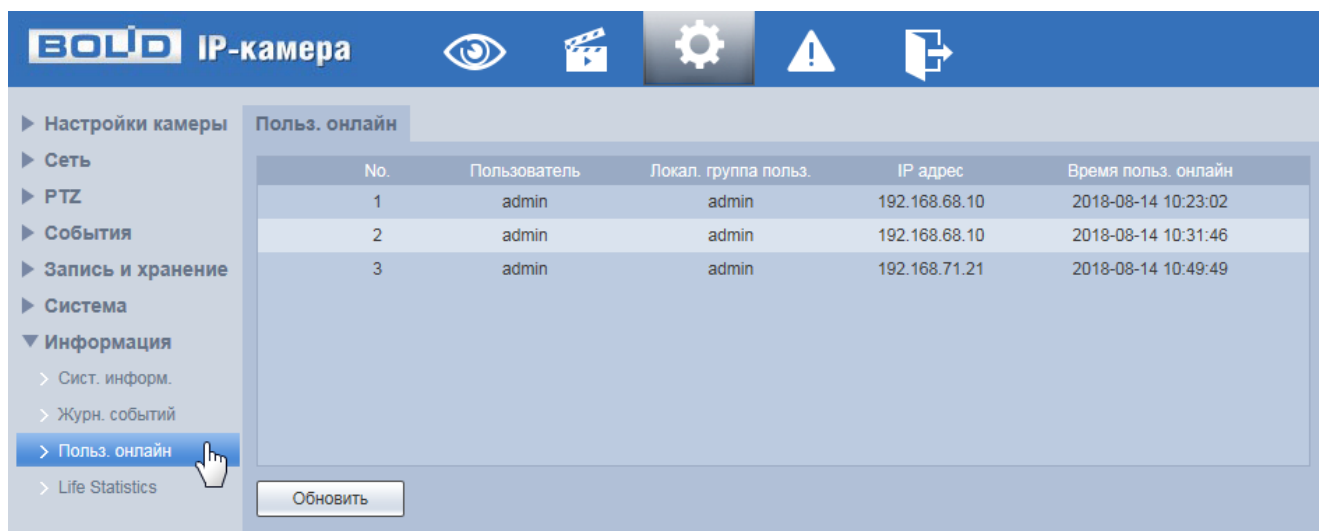 BOLID IP-камера
Настройки камеры
Сеть
PTZ
События
Запись и хранение
Система
Информация
Сист. информ.
Журн. событий
Польз. онлайн
Life Statistics
Польз. онлайн
No. Пользователь Локал. группа польз. IP адрес Время польз. онлайн
1 admin admin 192.168.68.10 2018-08-14 10:23:02
2 admin admin 192.168.68.10 2018-08-14 10:31:46
3 admin admin 192.168.71.21 2018-08-14 10:49:49
Обновить